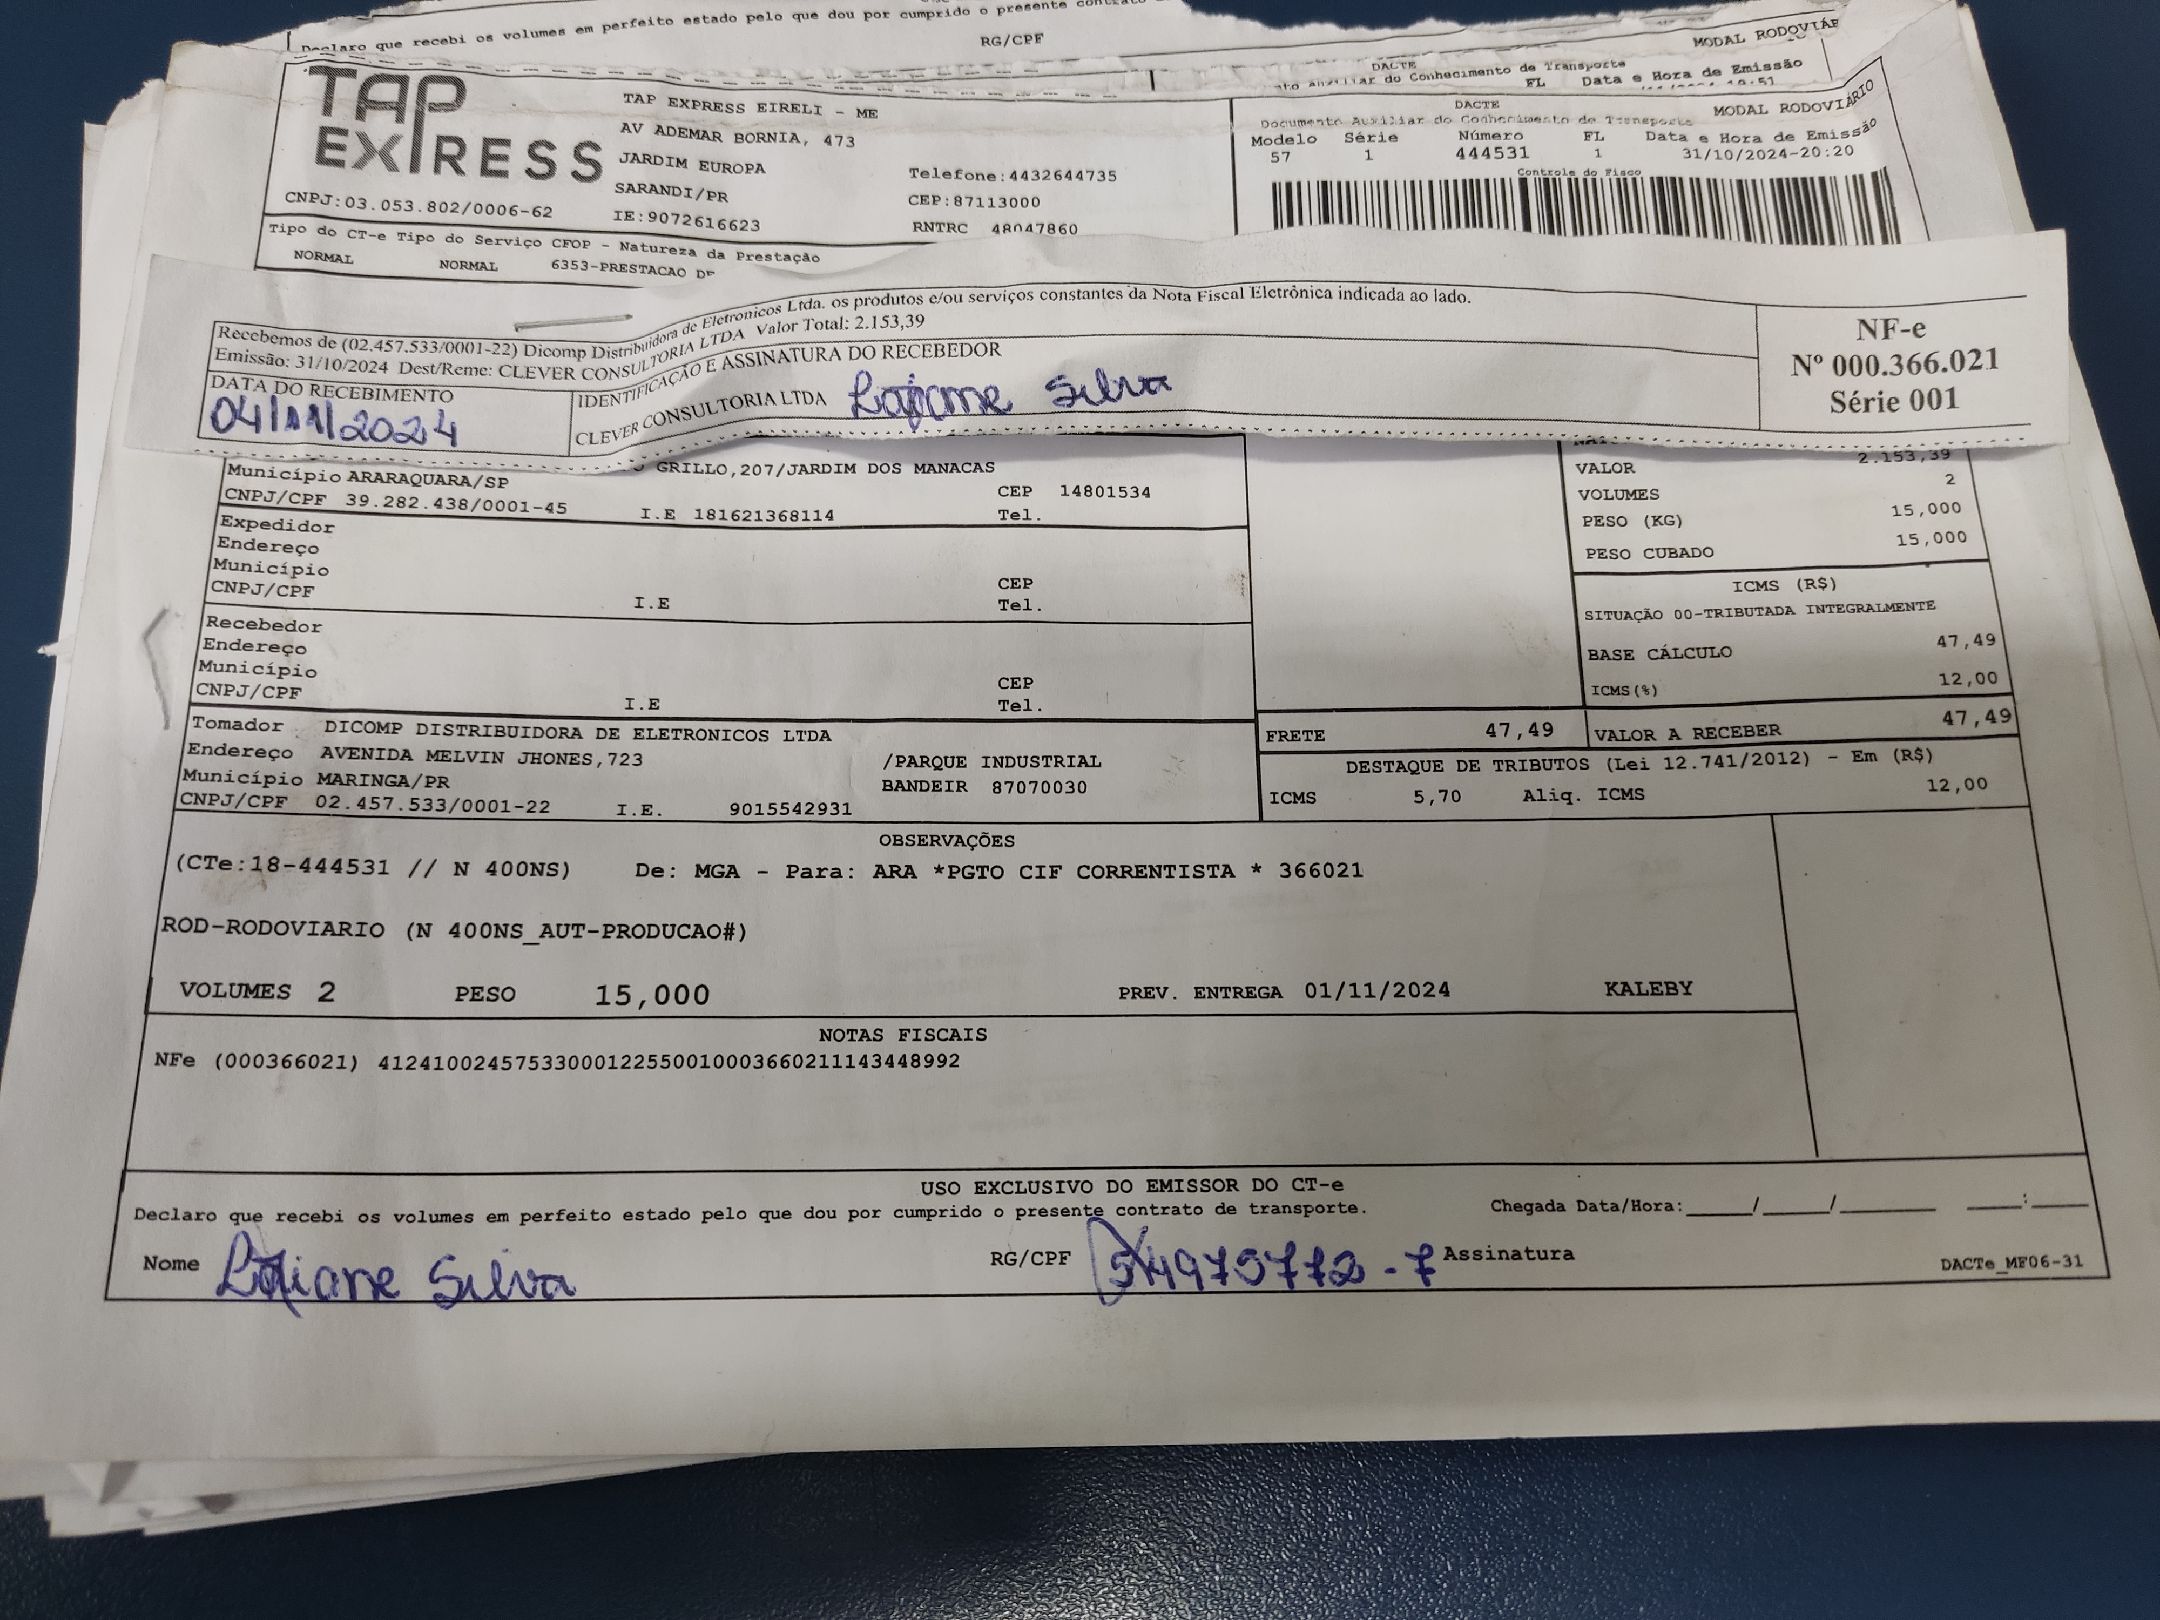 Declaro que recebi os volumes em perfeito estado pelo que dou por cumprido o presente contrato
RG/CPF
MODAL RODOVIÁR
DACTE
Auxiliar do Conhecimento de Transporte
FL Data e Hora de Emissão
TAP EXPRESS
TAP EXPRESS EIRELI - ME
AV ADEMAR BORNIA, 473
JARDIM EUROPA
SARANDI/PR
IE:9072616623
Telefone:4432644735
CEP:87113000
RNTRC 48047860
CNPJ:03.053.802/0006-62
DACTE
MODAL RODOVIÁRIO
Documento Auxiliar do Conhecimento de Transporte
Modelo Série Número FL Data e Hora de Emissão
57 1 444531 1 31/10/2024-20:20
Controle do Fisco
Tipo do CT-e Tipo do Serviço CFOP - Natureza da Prestação
NORMAL NORMAL 6353-PRESTACAO DE
Recebemos de (02.457.533/0001-22) Dicomp Distribuidora de Eletronicos Ltda. os produtos e/ou serviços constantes da Nota Fiscal Eletrônica indicada ao lado.
Emissão: 31/10/2024 Dest/Reme: CLEVER CONSULTORIA LTDA Valor Total: 2.153,39
DATA DO RECEBIMENTO
04/11/2024
IDENTIFICAÇÃO E ASSINATURA DO RECEBEDOR
CLEVER CONSULTORIA LTDA Laiane Silva
NF-e
Nº 000.366.021
Série 001
GRILLO,207/JARDIM DOS MANACAS
Município ARARAQUARA/SP CEP 14801534
CNPJ/CPF 39.282.438/0001-45 I.E 181621368114 Tel.
Expedidor
Endereço
Município CEP
CNPJ/CPF I.E Tel.
Recebedor
Endereço
Município CEP
CNPJ/CPF I.E Tel.
Tomador DICOMP DISTRIBUIDORA DE ELETRONICOS LTDA
Endereço AVENIDA MELVIN JHONES,723 /PARQUE INDUSTRIAL
Município MARINGA/PR BANDEIR 87070030
CNPJ/CPF 02.457.533/0001-22 I.E. 9015542931
VALOR 2.153,39
VOLUMES 2
PESO (KG) 15,000
PESO CUBADO 15,000
ICMS (R$)
SITUAÇÃO 00-TRIBUTADA INTEGRALMENTE
BASE CÁLCULO 47,49
ICMS(%) 12,00
FRETE 47,49 VALOR A RECEBER 47,49
DESTAQUE DE TRIBUTOS (Lei 12.741/2012) - Em (R$)
ICMS 5,70 Aliq. ICMS 12,00
OBSERVAÇÕES
(CTe:18-444531 // N 400NS) De: MGA - Para: ARA *PGTO CIF CORRENTISTA * 366021
ROD-RODOVIARIO (N 400NS_AUT-PRODUCAO#)
VOLUMES 2 PESO 15,000 PREV. ENTREGA 01/11/2024 KALEBY
NOTAS FISCAIS
NFe (000366021) 41241002457533000122550010003660211143448992
USO EXCLUSIVO DO EMISSOR DO CT-e
Declaro que recebi os volumes em perfeito estado pelo que dou por cumprido o presente contrato de transporte. Chegada Data/Hora:____/____/______ ____:____
Nome Laiane Silva RG/CPF Assinatura
DACTe_MF06-31